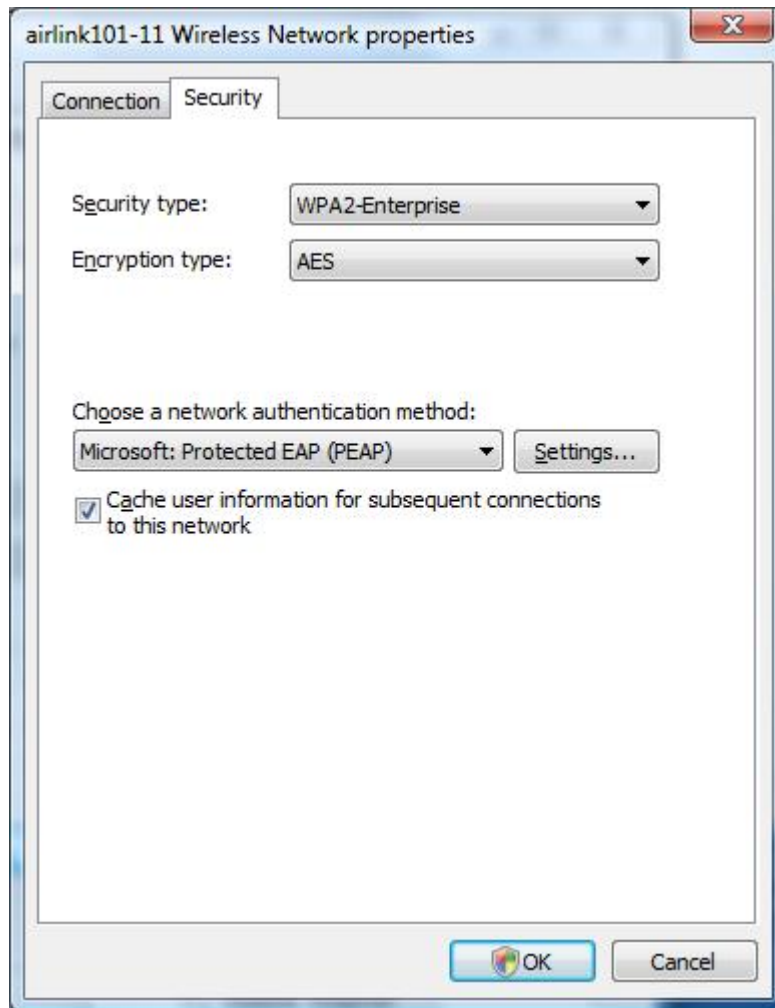 airlink101-11 Wireless Network properties
Connection Security
Security type: WPA2-Enterprise
Encryption type: AES
Choose a network authentication method:
Microsoft: Protected EAP (PEAP) Settings...
Cache user information for subsequent connections
to this network
OK Cancel